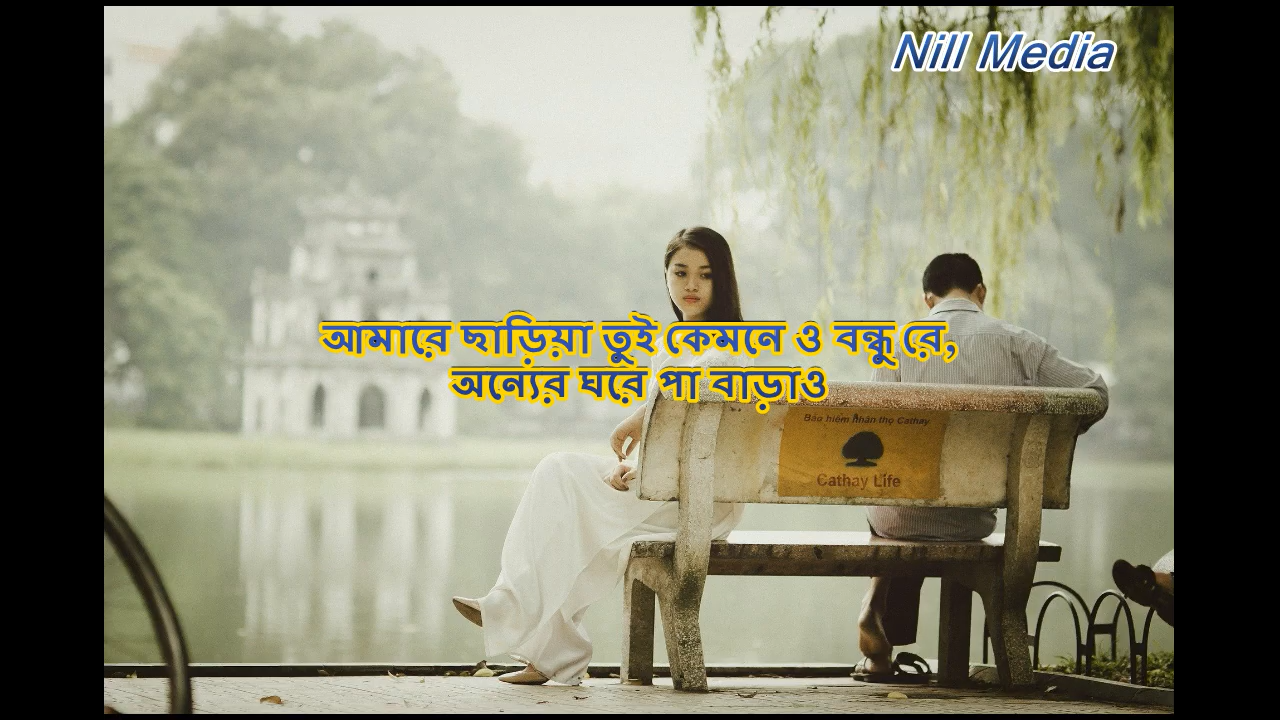 Nill Media
আমারে ছাড়িয়া তুই কেমনে ও বন্ধু রে,
অন্যের ঘরে পা বাড়াও
Bảo hiểm nhân thọ Cathay
Cathay Life